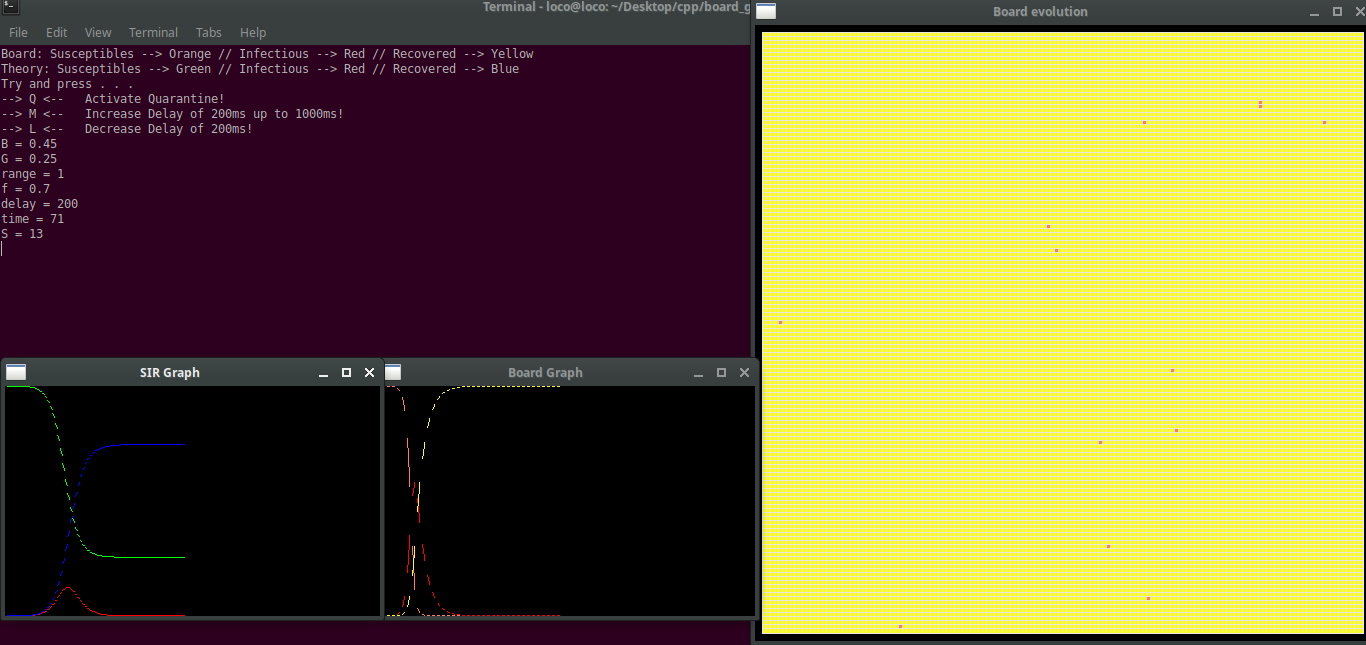 Terminal - loco@loco: ~/Desktop/cpp/board_g
File Edit View Terminal Tabs Help
Board: Susceptibles --> Orange // Infectious --> Red // Recovered --> Yellow
Theory: Susceptibles --> Green // Infectious --> Red // Recovered --> Blue
Try and press . . .
--> Q <-- Activate Quarantine!
--> M <-- Increase Delay of 200ms up to 1000ms!
--> L <-- Decrease Delay of 200ms!
B = 0.45
G = 0.25
range = 1
f = 0.7
delay = 200
time = 71
S = 13
SIR Graph
Board Graph
Board evolution